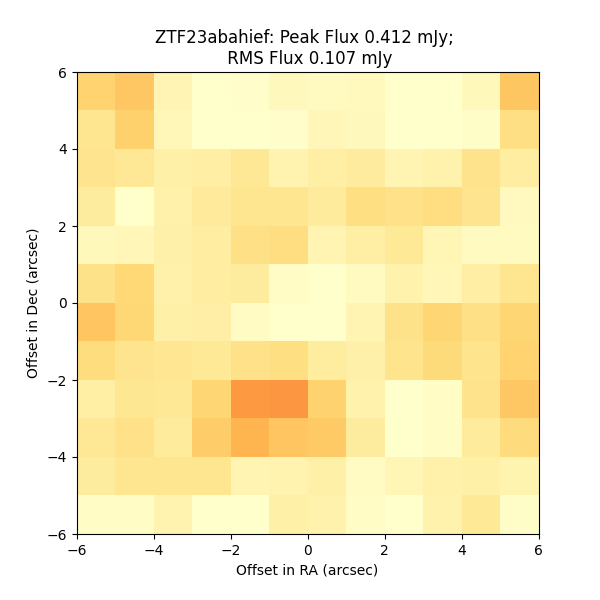 ZTF23abahief: Peak Flux 0.412 mJy;
RMS Flux 0.107 mJy
6
4
2
0
−2
−4
−6
−6 −4 −2 0 2 4 6
Offset in Dec (arcsec)
Offset in RA (arcsec)